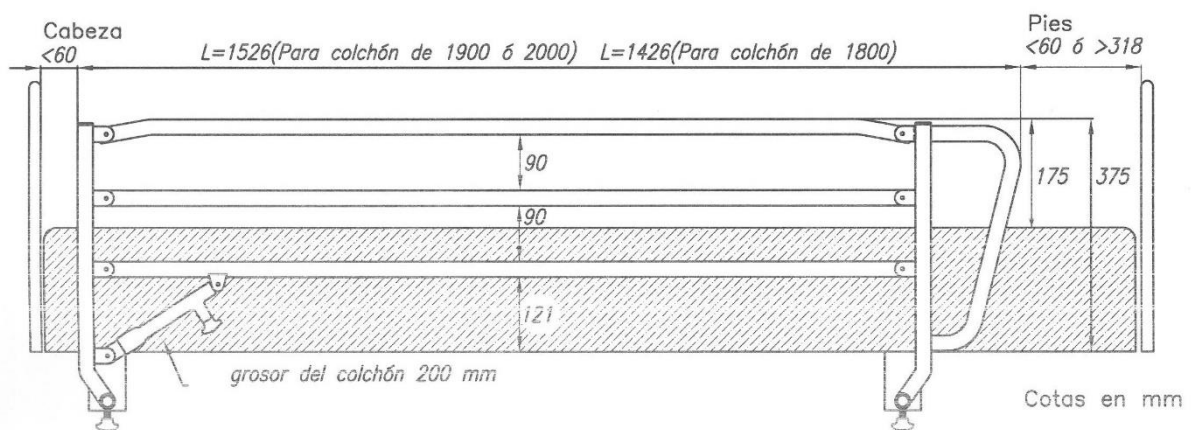 Cabeza
<60
L=1526(Para colchón de 1900 ó 2000)
L=1426(Para colchón de 1800)
Pies
<60 ó >318
90
175
375
90
121
grosor del colchón 200 mm
Cotas en mm